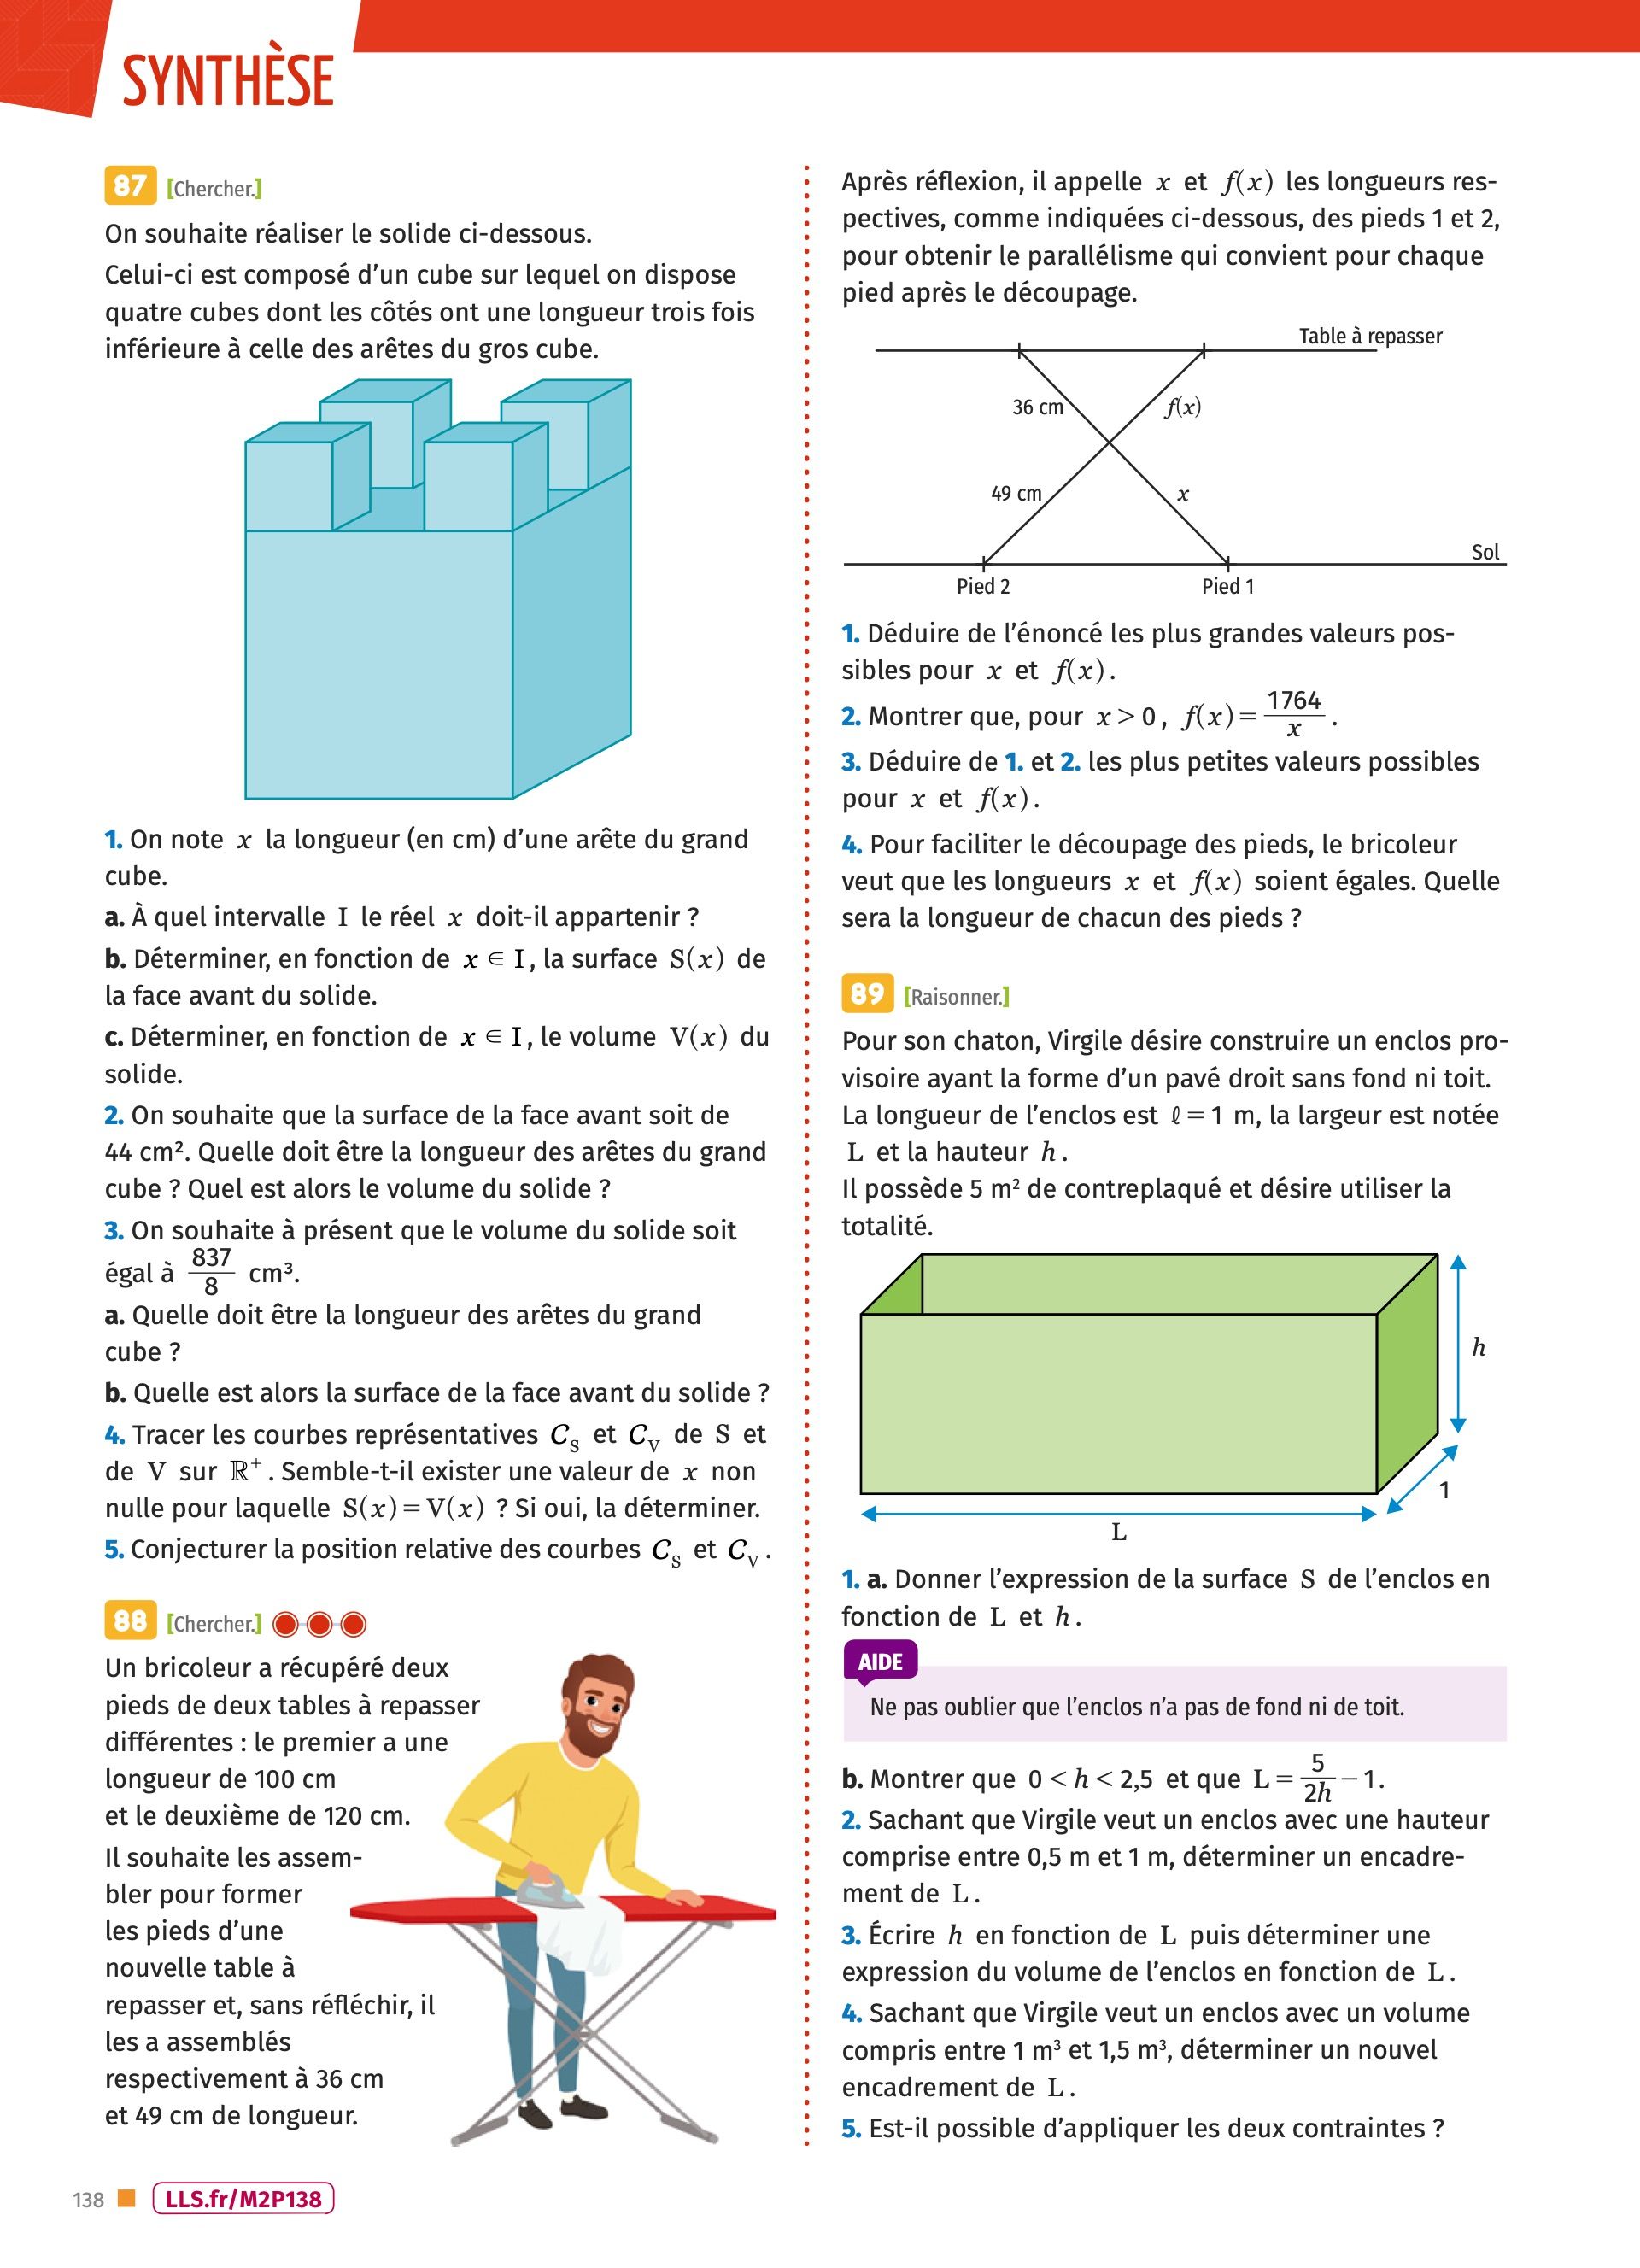 SYNTHÈSE
87 [Chercher.]
On souhaite réaliser le solide ci-dessous.
Celui-ci est composé d’un cube sur lequel on dispose
quatre cubes dont les côtés ont une longueur trois fois
inférieure à celle des arêtes du gros cube.
1. On note x la longueur (en cm) d’une arête du grand
cube.
a. À quel intervalle I le réel x doit-il appartenir ?
b. Déterminer, en fonction de x ∈ I, la surface S(x) de
la face avant du solide.
c. Déterminer, en fonction de x ∈ I, le volume V(x) du
solide.
2. On souhaite que la surface de la face avant soit de
44 cm². Quelle doit être la longueur des arêtes du grand
cube ? Quel est alors le volume du solide ?
3. On souhaite à présent que le volume du solide soit
égal à 837/8 cm³.
a. Quelle doit être la longueur des arêtes du grand
cube ?
b. Quelle est alors la surface de la face avant du solide ?
4. Tracer les courbes représentatives 𝒞S et 𝒞V de S et
de V sur ℝ⁺. Semble-t-il exister une valeur de x non
nulle pour laquelle S(x) = V(x) ? Si oui, la déterminer.
5. Conjecturer la position relative des courbes 𝒞S et 𝒞V.
88 [Chercher.]
Un bricoleur a récupéré deux
pieds de deux tables à repasser
différentes : le premier a une
longueur de 100 cm
et le deuxième de 120 cm.
Il souhaite les assem-
bler pour former
les pieds d’une
nouvelle table à
repasser et, sans réfléchir, il
les a assemblés
respectivement à 36 cm
et 49 cm de longueur.
Après réflexion, il appelle x et f(x) les longueurs res-
pectives, comme indiquées ci-dessous, des pieds 1 et 2,
pour obtenir le parallélisme qui convient pour chaque
pied après le découpage.
Table à repasser
36 cm f(x)
49 cm x
Sol
Pied 2 Pied 1
1. Déduire de l’énoncé les plus grandes valeurs pos-
sibles pour x et f(x).
2. Montrer que, pour x > 0, f(x) = 1764/x.
3. Déduire de 1. et 2. les plus petites valeurs possibles
pour x et f(x).
4. Pour faciliter le découpage des pieds, le bricoleur
veut que les longueurs x et f(x) soient égales. Quelle
sera la longueur de chacun des pieds ?
89 [Raisonner.]
Pour son chaton, Virgile désire construire un enclos pro-
visoire ayant la forme d’un pavé droit sans fond ni toit.
La longueur de l’enclos est ℓ = 1 m, la largeur est notée
L et la hauteur h.
Il possède 5 m² de contreplaqué et désire utiliser la
totalité.
h
1
L
1. a. Donner l’expression de la surface S de l’enclos en
fonction de L et h.
AIDE
Ne pas oublier que l’enclos n’a pas de fond ni de toit.
b. Montrer que 0 < h < 2,5 et que L = 5/2h − 1.
2. Sachant que Virgile veut un enclos avec une hauteur
comprise entre 0,5 m et 1 m, déterminer un encadre-
ment de L.
3. Écrire h en fonction de L puis déterminer une
expression du volume de l’enclos en fonction de L.
4. Sachant que Virgile veut un enclos avec un volume
compris entre 1 m³ et 1,5 m³, déterminer un nouvel
encadrement de L.
5. Est-il possible d’appliquer les deux contraintes ?
138 LLS.fr/M2P138